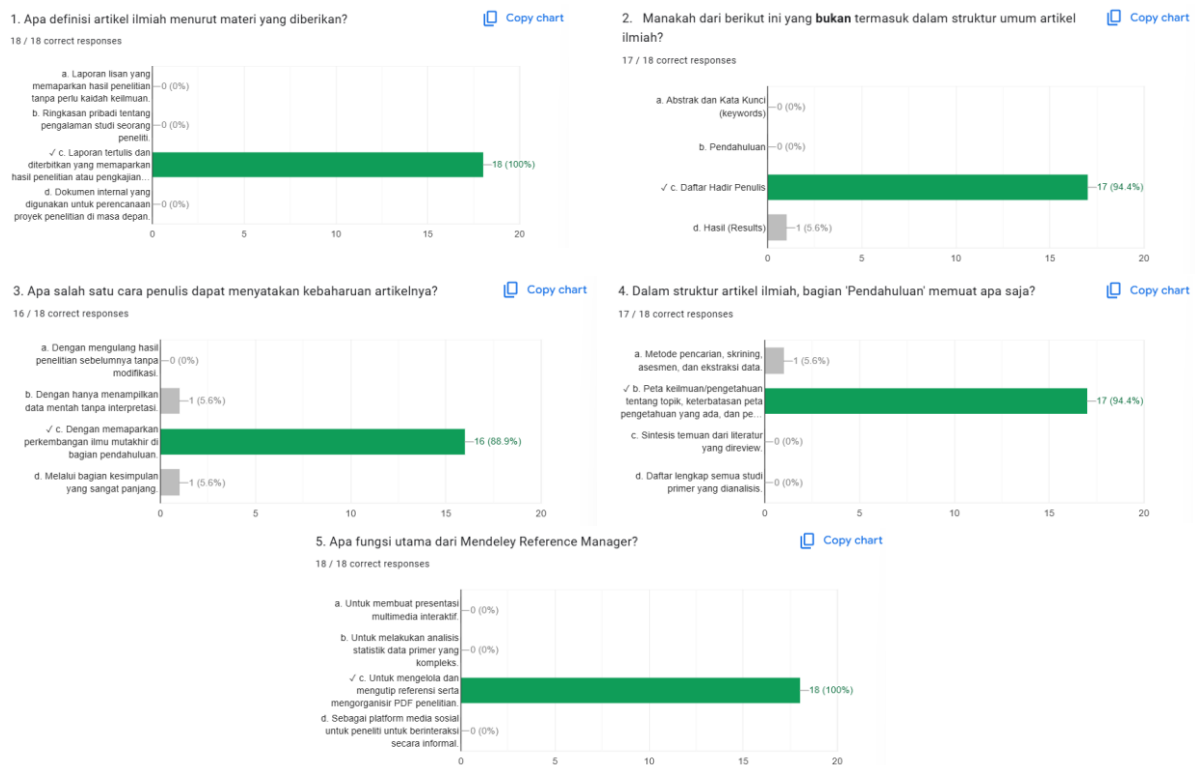 1. Apa definisi artikel ilmiah menurut materi yang diberikan?
Copy chart
18 / 18 correct responses
a. Laporan lisan yang
memaparkan hasil penelitian
tanpa perlu kaidah keilmuan.
0 (0%)
b. Ringkasan pribadi tentang
pengalaman studi seorang
peneliti.
0 (0%)
✓ c. Laporan tertulis dan
diterbitkan yang memaparkan
hasil penelitian atau pengkajian...
18 (100%)
d. Dokumen internal yang
digunakan untuk perencanaan
proyek penelitian di masa depan.
0 (0%)
0 5 10 15 20
2. Manakah dari berikut ini yang bukan termasuk dalam struktur umum artikel
ilmiah?
Copy chart
17 / 18 correct responses
a. Abstrak dan Kata Kunci
(keywords)
0 (0%)
b. Pendahuluan
0 (0%)
✓ c. Daftar Hadir Penulis
17 (94.4%)
d. Hasil (Results)
1 (5.6%)
0 5 10 15 20
3. Apa salah satu cara penulis dapat menyatakan kebaharuan artikelnya?
Copy chart
16 / 18 correct responses
a. Dengan mengulang hasil
penelitian sebelumnya tanpa
modifikasi.
0 (0%)
b. Dengan hanya menampilkan
data mentah tanpa interpretasi.
1 (5.6%)
✓ c. Dengan memaparkan
perkembangan ilmu mutakhir di
bagian pendahuluan.
16 (88.9%)
d. Melalui bagian kesimpulan
yang sangat panjang.
1 (5.6%)
0 5 10 15 20
4. Dalam struktur artikel ilmiah, bagian 'Pendahuluan' memuat apa saja?
Copy chart
17 / 18 correct responses
a. Metode pencarian, skrining,
asesmen, dan ekstraksi data.
1 (5.6%)
✓ b. Peta keilmuan/pengetahuan
tentang topik, keterbatasan peta
pengetahuan yang ada, dan pe...
17 (94.4%)
c. Sintesis temuan dari literatur
yang direview.
0 (0%)
d. Daftar lengkap semua studi
primer yang dianalisis.
0 (0%)
0 5 10 15 20
5. Apa fungsi utama dari Mendeley Reference Manager?
Copy chart
18 / 18 correct responses
a. Untuk membuat presentasi
multimedia interaktif.
0 (0%)
b. Untuk melakukan analisis
statistik data primer yang
kompleks.
0 (0%)
✓ c. Untuk mengelola dan
mengutip referensi serta
mengorganisir PDF penelitian.
18 (100%)
d. Sebagai platform media sosial
untuk peneliti untuk berinteraksi
secara informal.
0 (0%)
0 5 10 15 20